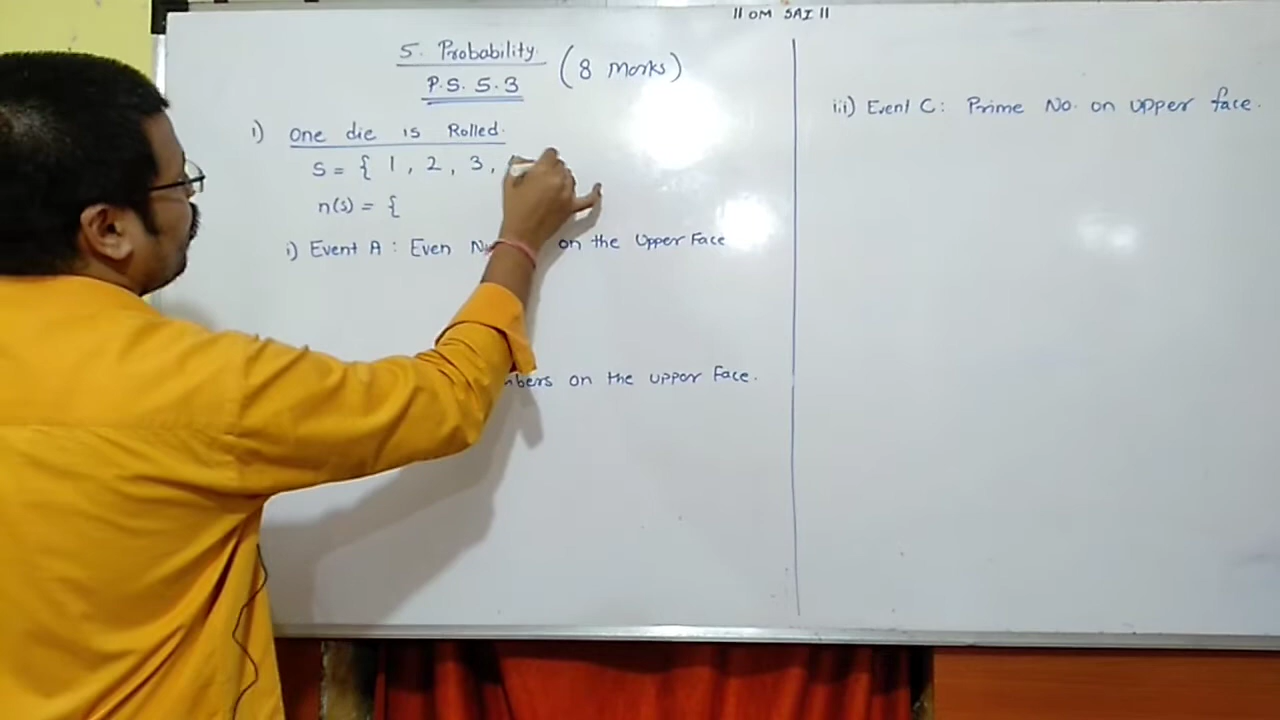 || OM SAI ||
5. Probability
P.S. 5.3
(8 Marks)
1) One die is Rolled.
S = { 1, 2, 3,
n(s) = {
i) Event A : Even on the Upper Face
on the upper Face.
iii) Event C: Prime No. on upper face.